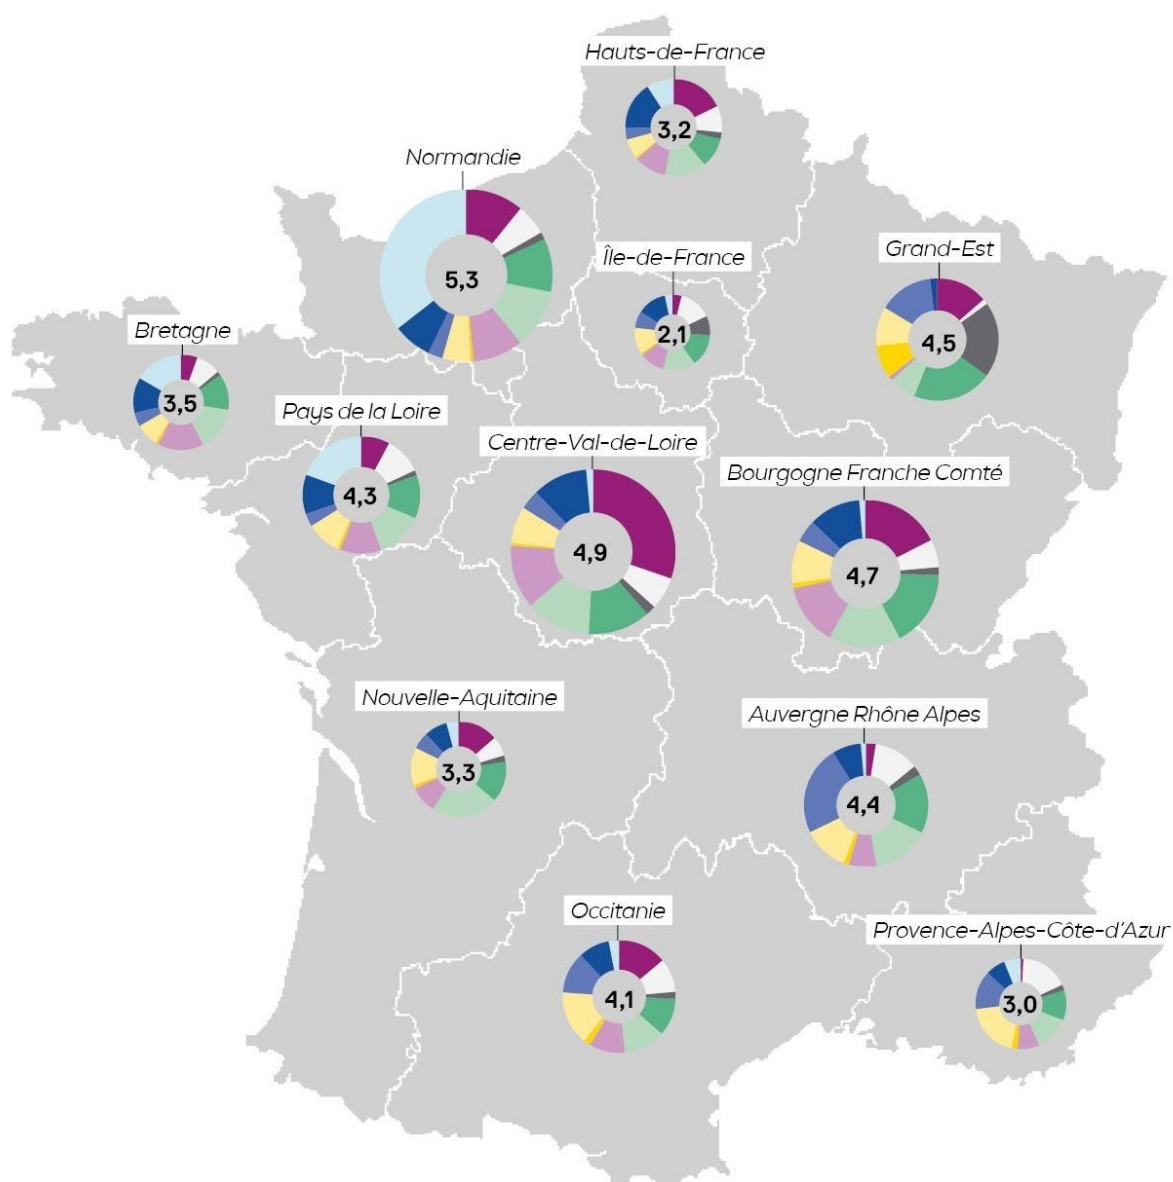 Hauts-de-France
3,2
Normandie
5,3
Île-de-France
2,1
Grand-Est
4,5
Bretagne
3,5
Pays de la Loire
4,3
Centre-Val-de-Loire
4,9
Bourgogne Franche Comté
4,7
Nouvelle-Aquitaine
3,3
Auvergne Rhône Alpes
4,4
Occitanie
4,1
Provence-Alpes-Côte-d'Azur
3,0